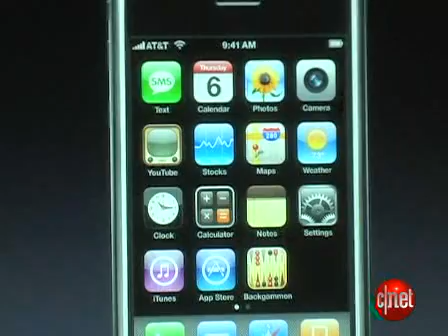 AT&T 9:41 AM
SMS Thursday
6
Text Calendar Photos Camera
280
YouTube Stocks Maps Weather
Clock Calculator Notes Settings
iTunes App Store Backgammon
c|net